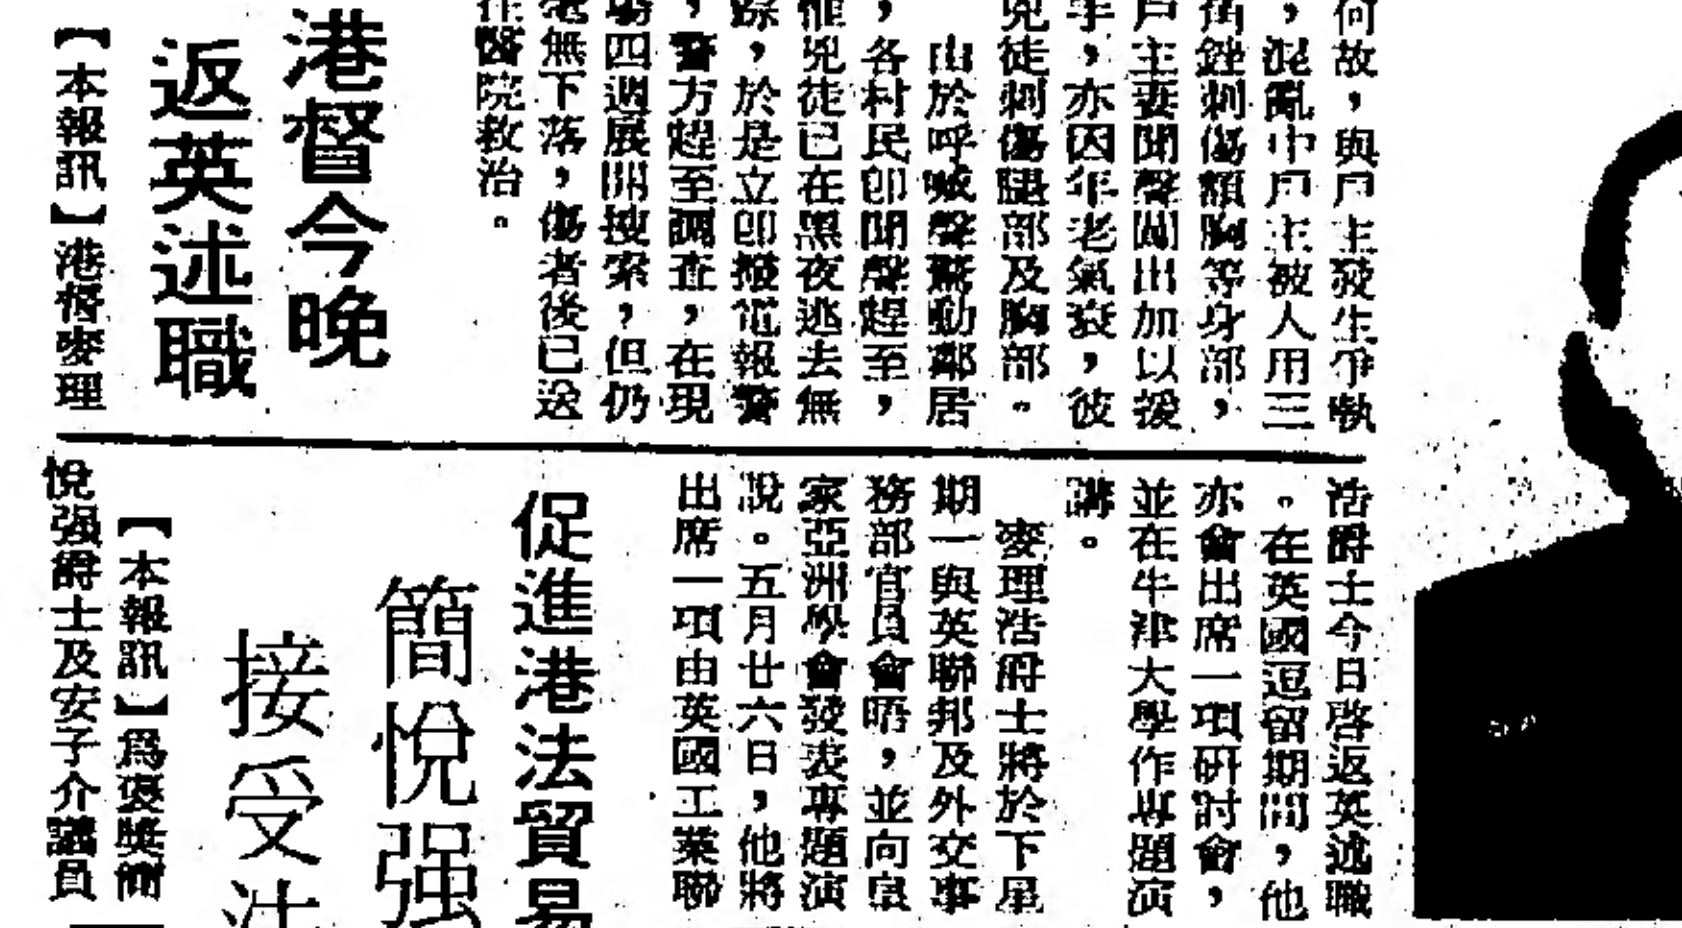 何故，與戶主發生爭執
，混亂中戶主被人用三
角銼刺傷額胸等身部，
戶主妻聞聲闖出加以援
手，亦因年老氣衰，彼
兇徒刺傷腿部及胸部。
由於呼喊聲驚動鄰居
，各村民卽聞聲趕至，
惟兇徒已在黑夜逃去無
踪，於是立卽撥電報警
，警方趕至調查，在現
場四週展開搜索，但仍
毫無下落，傷者後已送
往醫院救治。
港督今晚
返英述職
【本報訊】港督麥理
浩爵士今日啓返英述職
。在英國逗留期間，他
亦會出席一項硏討會，
並在牛津大學作專題演
講。
麥理浩爵士將於下星
期一與英聯邦及外交事
務部官員會晤，並向皇
家亞洲學會發表專題演
說。五月廿六日，他將
出席一項由英國工業聯
促進港法貿易
簡悅强
接受法
【本報訊】爲褒獎簡
悅强爵士及安子介議員